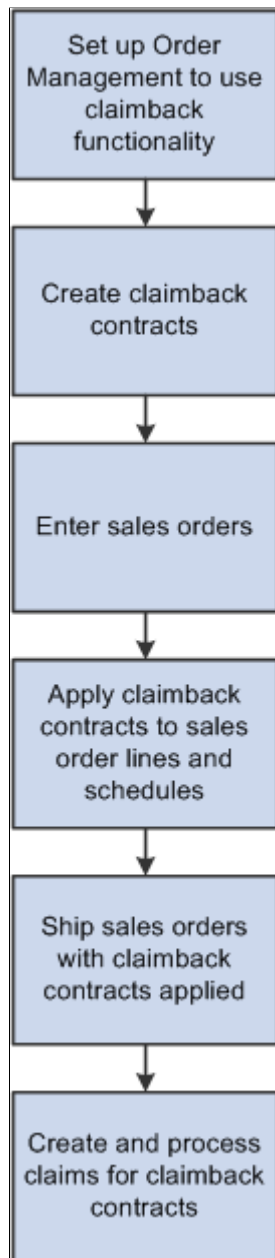 Set up Order
Management to use
claimback
functionality
Create claimback
contracts
Enter sales orders
Apply claimback
contracts to sales
order lines and
schedules
Ship sales orders
with claimback
contracts applied
Create and process
claims for claimback
contracts